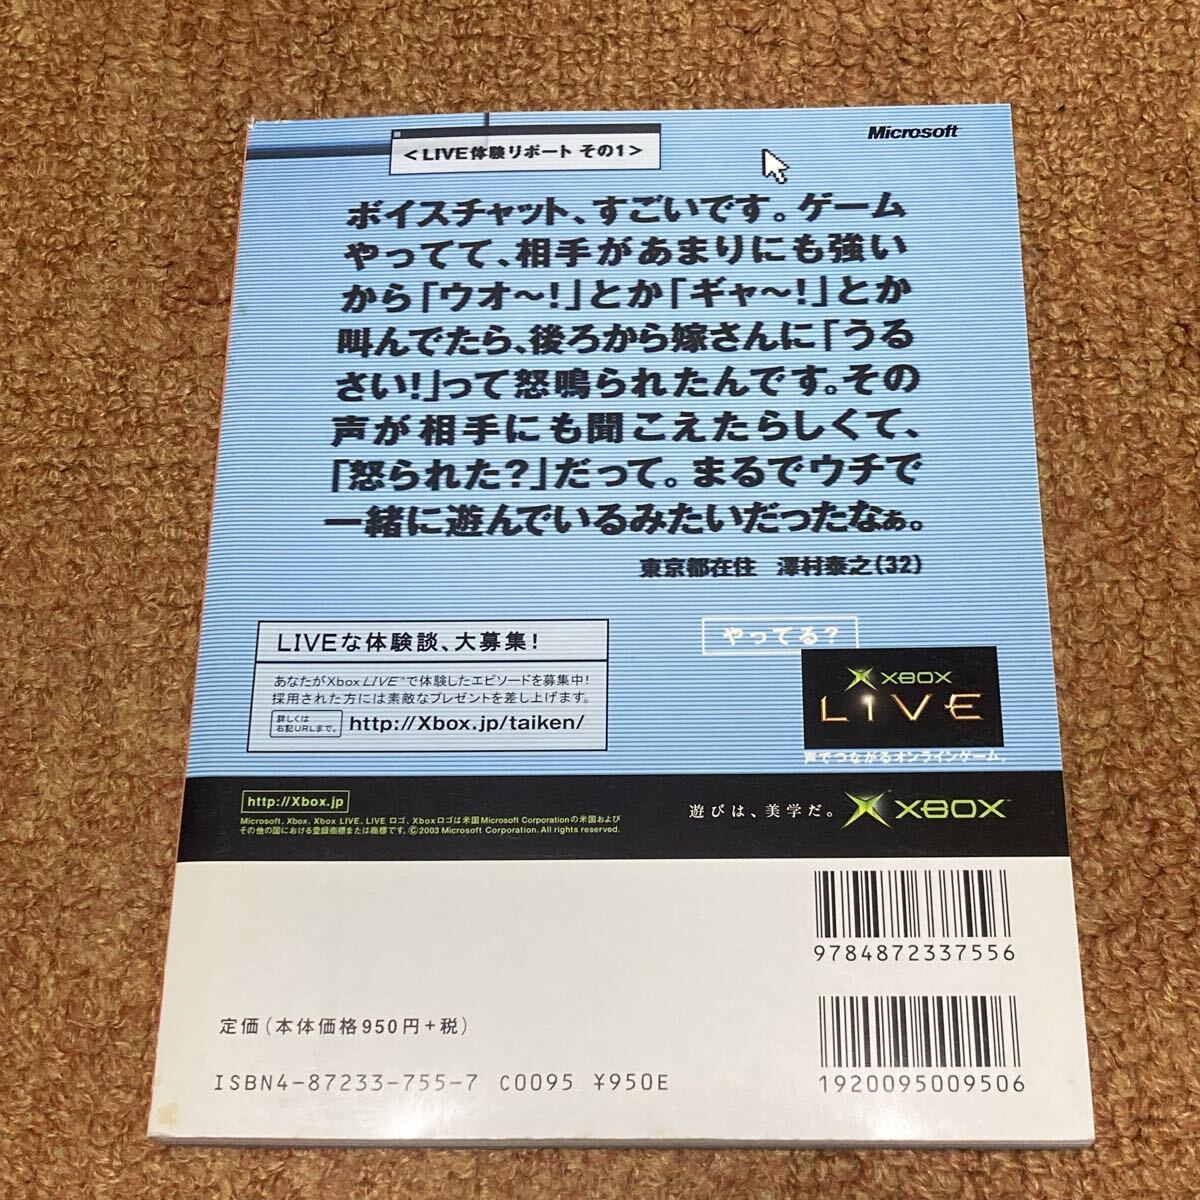 Microsoft
<LIVE体験リポート その1>
ボイスチャット、すごいです。ゲーム
やってて、相手があまりにも強い
から「ウオ〜!」とか「ギャ〜!」とか
叫んでたら、後ろから嫁さんに「うる
さい!」って怒鳴られたんです。その
声が相手にも聞こえたらしくて、
「怒られた?」だって。まるでウチで
一緒に遊んでいるみたいだったなぁ。
東京都在住 澤村泰之(32)
LIVEな体験談、大募集!
あなたがXbox LIVE™で体験したエピソードを募集中!
採用された方には素敵なプレゼントを差し上げます。
詳しくは
右記URLまで。
http://Xbox.jp/taiken/
やってる?
XBOX
LIVE
声でつながるオンラインゲーム。
http://Xbox.jp
Microsoft、Xbox、Xbox LIVE、LIVE ロゴ、Xboxロゴは米国Microsoft Corporationの米国および
その他の国における登録商標または商標です。©2003 Microsoft Corporation. All rights reserved.
遊びは、美学だ。
XBOX™
9784872337556
定価(本体価格950円+税)
ISBN4-87233-755-7 C0095 ¥950E
1920095009506